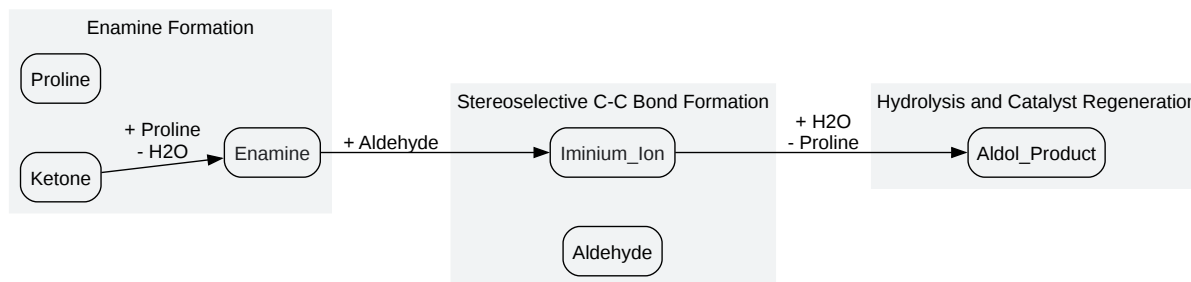 Enamine Formation
Proline
+ Proline
- H2O
Ketone
Enamine
+ Aldehyde
Stereoselective C-C Bond Formation
Iminium_Ion
Aldehyde
+ H2O
- Proline
Hydrolysis and Catalyst Regeneration
Aldol_Product